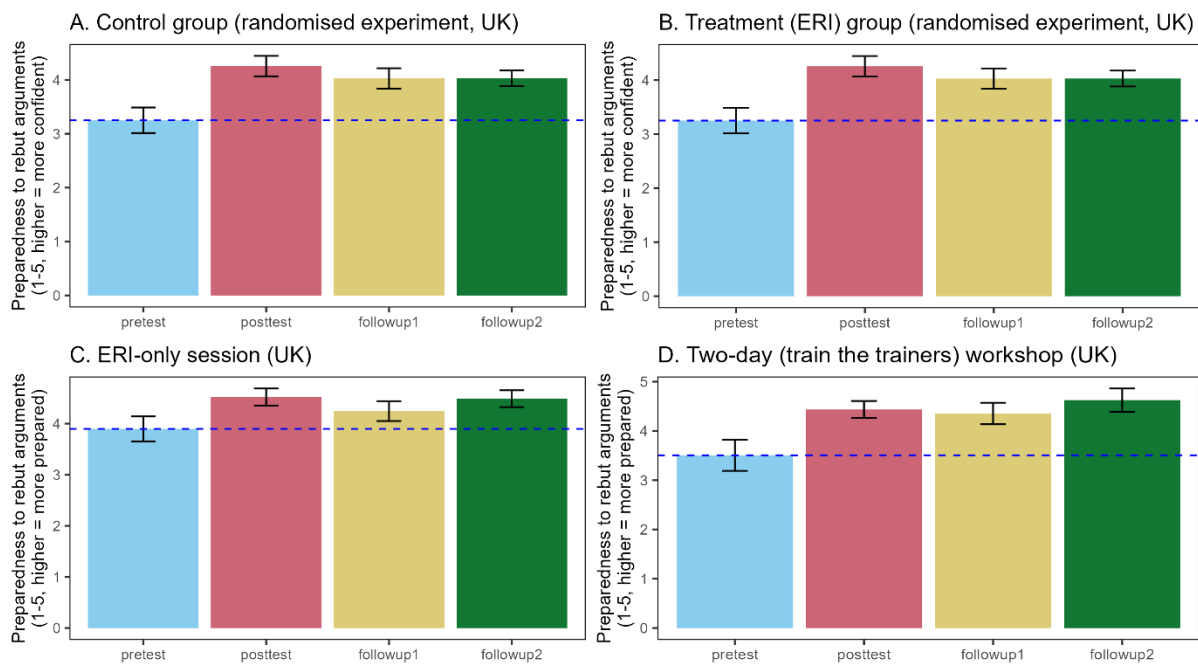 A. Control group (randomised experiment, UK)
Preparedness to rebut arguments
(1-5, higher = more confident)
4
3
2
1
0
pretest posttest followup1 followup2
B. Treatment (ERI) group (randomised experiment, UK)
Preparedness to rebut arguments
(1-5, higher = more confident)
4
3
2
1
0
pretest posttest followup1 followup2
C. ERI-only session (UK)
Preparedness to rebut arguments
(1-5, higher = more prepared)
4
3
2
1
0
pretest posttest followup1 followup2
D. Two-day (train the trainers) workshop (UK)
Preparedness to rebut arguments
(1-5, higher = more prepared)
5
4
3
2
1
0
pretest posttest followup1 followup2